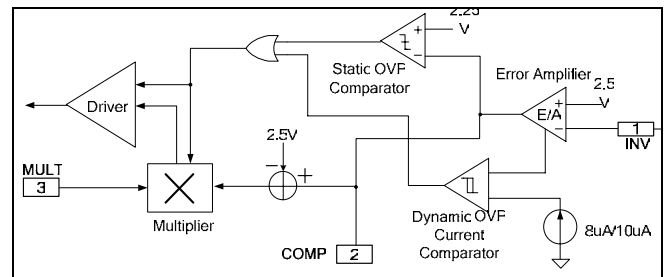 2.25
V
+
−
Static OVP
Comparator
Error Amplifier
2.5
V
+
E/A
−
1
INV
Driver
2.5V
−
+
MULT
3
Multiplier
COMP
2
Dynamic OVP
Current
Comparator
8uA/10uA